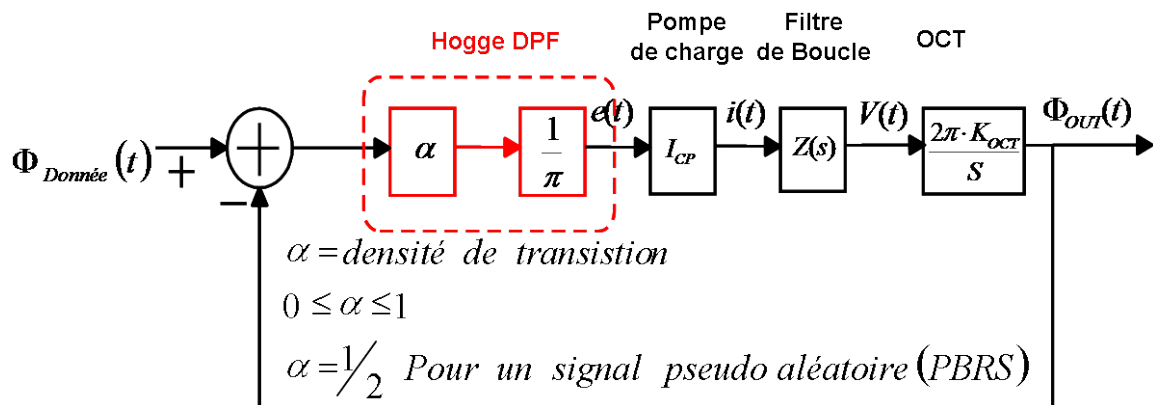 Hogge DPF
Pompe
de charge
Filtre
de Boucle
OCT
Φ_Donnée (t)
+
−
+
α
1/π
e(t)
I_CP
i(t)
Z(s)
V(t)
2π·K_OCT/S
Φ_OUT(t)
α = densité de transistion
0 ≤ α ≤ 1
α = 1/2 Pour un signal pseudo aléatoire (PBRS)